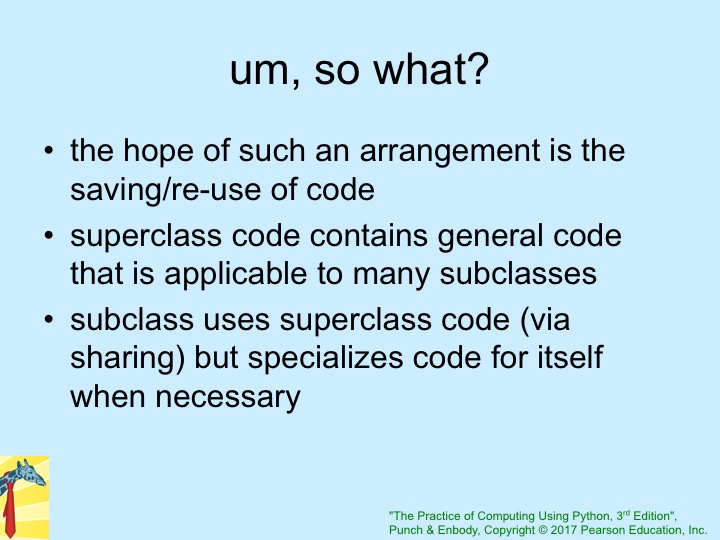 um, so what?
• the hope of such an arrangement is the
saving/re-use of code
• superclass code contains general code
that is applicable to many subclasses
• subclass uses superclass code (via
sharing) but specializes code for itself
when necessary
"The Practice of Computing Using Python, 3rd Edition",
Punch & Enbody, Copyright © 2017 Pearson Education, Inc.